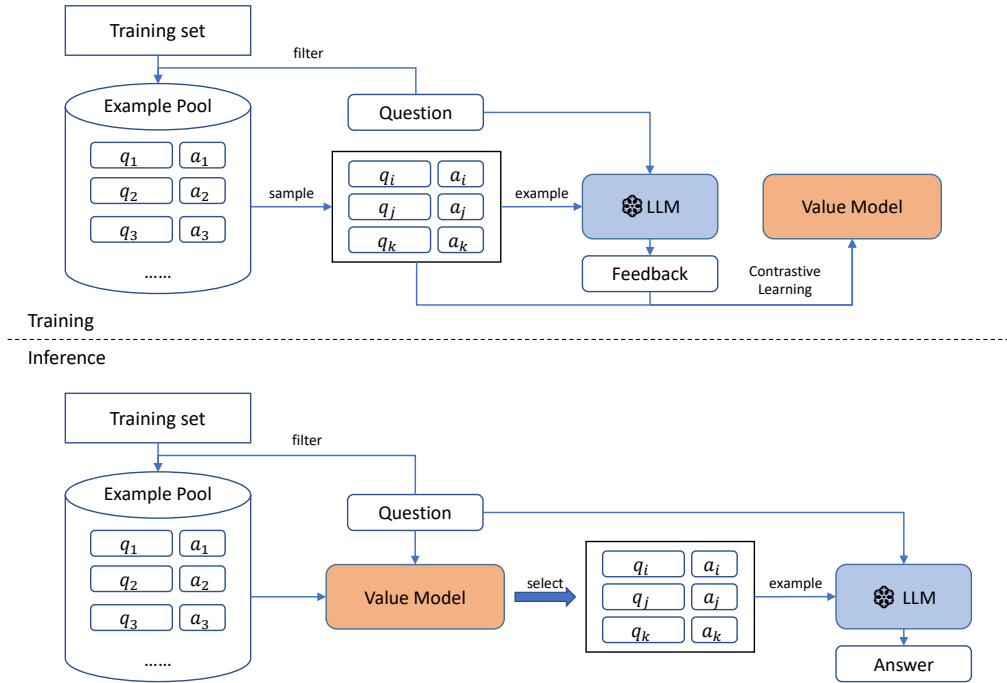 Training set
filter
Example Pool
Question
q₁ a₁
q₂ a₂
q₃ a₃
......
sample
qᵢ aᵢ
qⱼ aⱼ
qₖ aₖ
example
LLM
Value Model
Feedback
Contrastive
Learning
Training
Inference
Training set
filter
Example Pool
Question
q₁ a₁
q₂ a₂
q₃ a₃
......
Value Model
select
qᵢ aᵢ
qⱼ aⱼ
qₖ aₖ
example
LLM
Answer